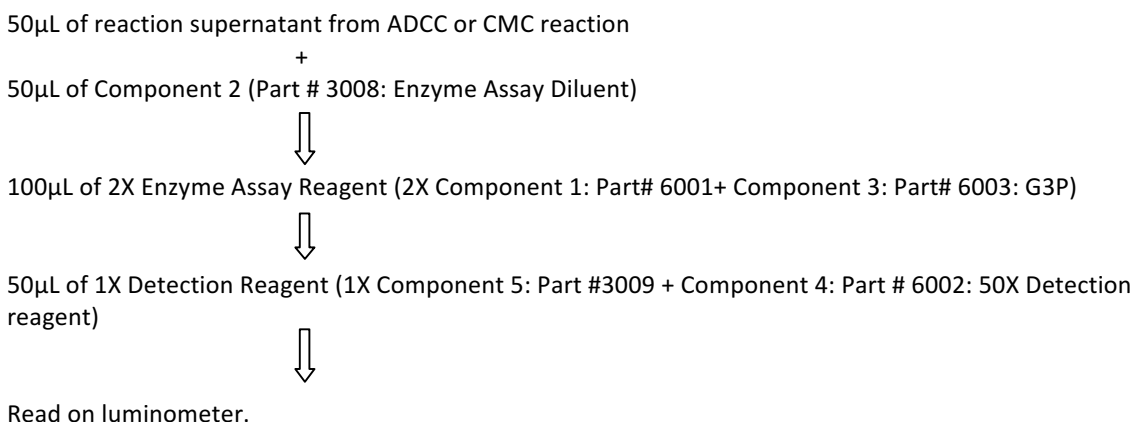 50µL of reaction supernatant from ADCC or CMC reaction
+
50µL of Component 2 (Part # 3008: Enzyme Assay Diluent)
100µL of 2X Enzyme Assay Reagent (2X Component 1: Part# 6001+ Component 3: Part# 6003: G3P)
50µL of 1X Detection Reagent (1X Component 5: Part #3009 + Component 4: Part # 6002: 50X Detection
reagent)
Read on luminometer.